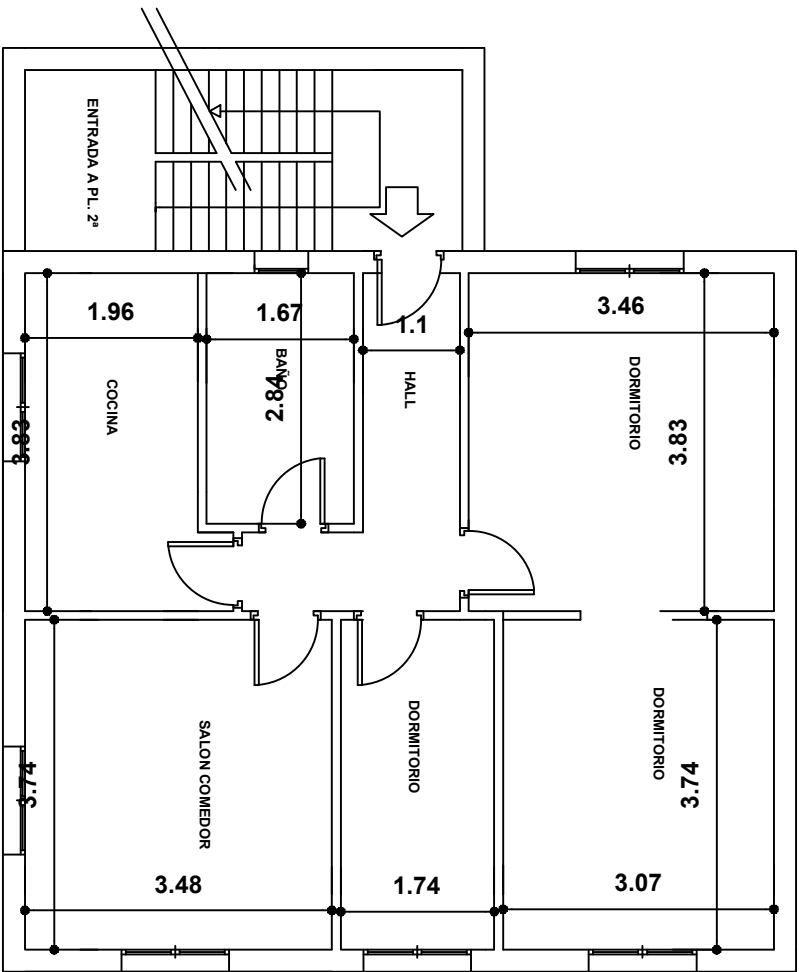 ENTRADA A PL. 2ª
1.96
1.67
1.1
3.46
COCINA
BAÑO
2.84
HALL
DORMITORIO
3.83
3.83
SALON COMEDOR
DORMITORIO
DORMITORIO
3.74
3.74
3.48
1.74
3.07